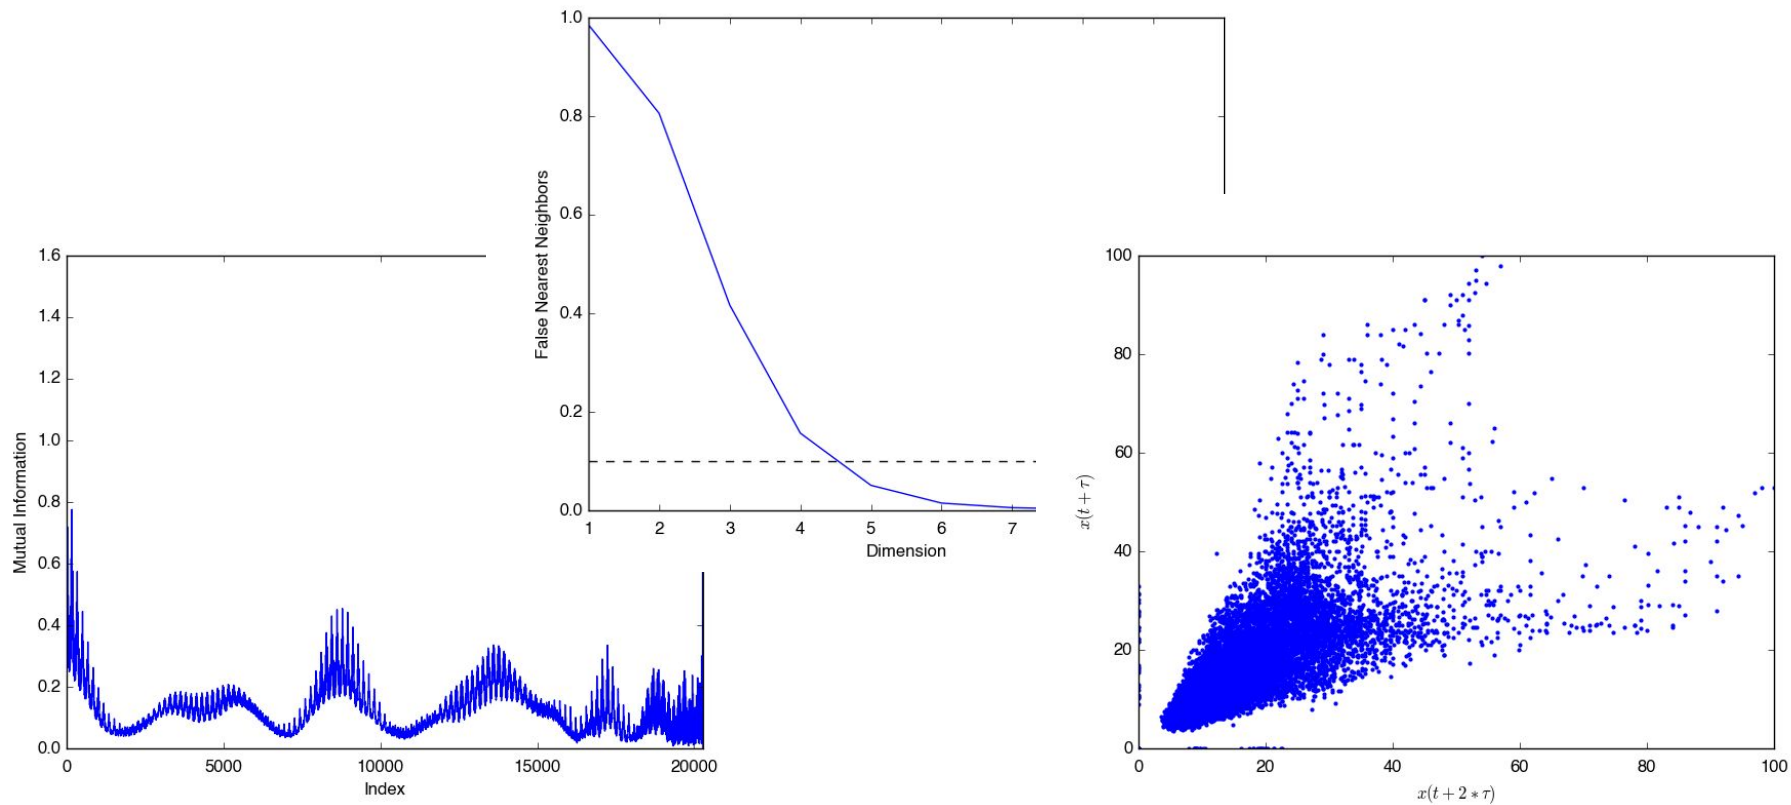 1.6
1.4
1.2
1.0
0.8
0.6
0.4
0.2
0.0
Mutual Information
0 5000 10000 15000 20000
Index
1.0
0.8
0.6
0.4
0.2
0.0
False Nearest Neighbors
1 2 3 4 5 6 7
Dimension
100
80
60
40
20
0
x(t + τ)
0 20 40 60 80 100
x(t + 2 * τ)